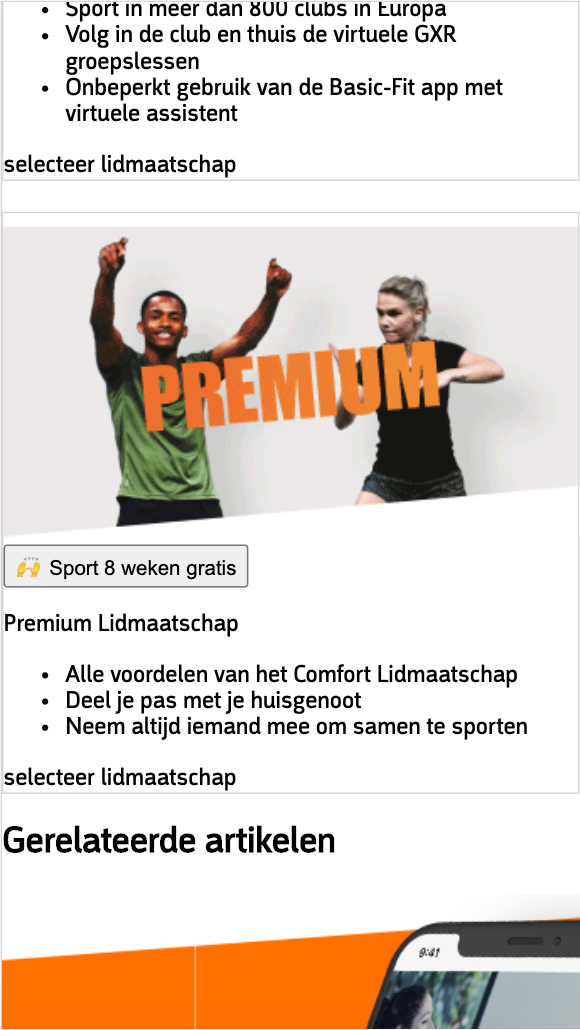 Sport in meer dan 800 clubs in Europa
Volg in de club en thuis de virtuele GXR
groepslessen
Onbeperkt gebruik van de Basic-Fit app met
virtuele assistent
selecteer lidmaatschap
PREMIUM
🙌 Sport 8 weken gratis
Premium Lidmaatschap
Alle voordelen van het Comfort Lidmaatschap
Deel je pas met je huisgenoot
Neem altijd iemand mee om samen te sporten
selecteer lidmaatschap
Gerelateerde artikelen
9:41